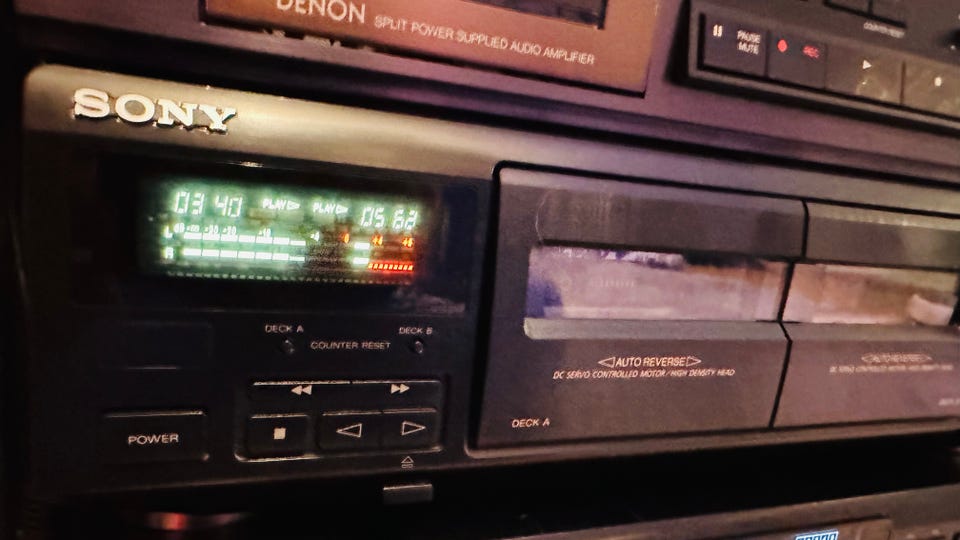 DENON SPLIT POWER SUPPLIED AUDIO AMPLIFIER
PAUSE
MUTE
REC
SONY
03 40 PLAY PLAY 05 62
L
R
DECK A
DECK B
COUNTER RESET
POWER
AUTO REVERSE
DC SERVO CONTROLLED MOTOR/HIGH DENSITY HEAD
DECK A
AUTO REVERSE